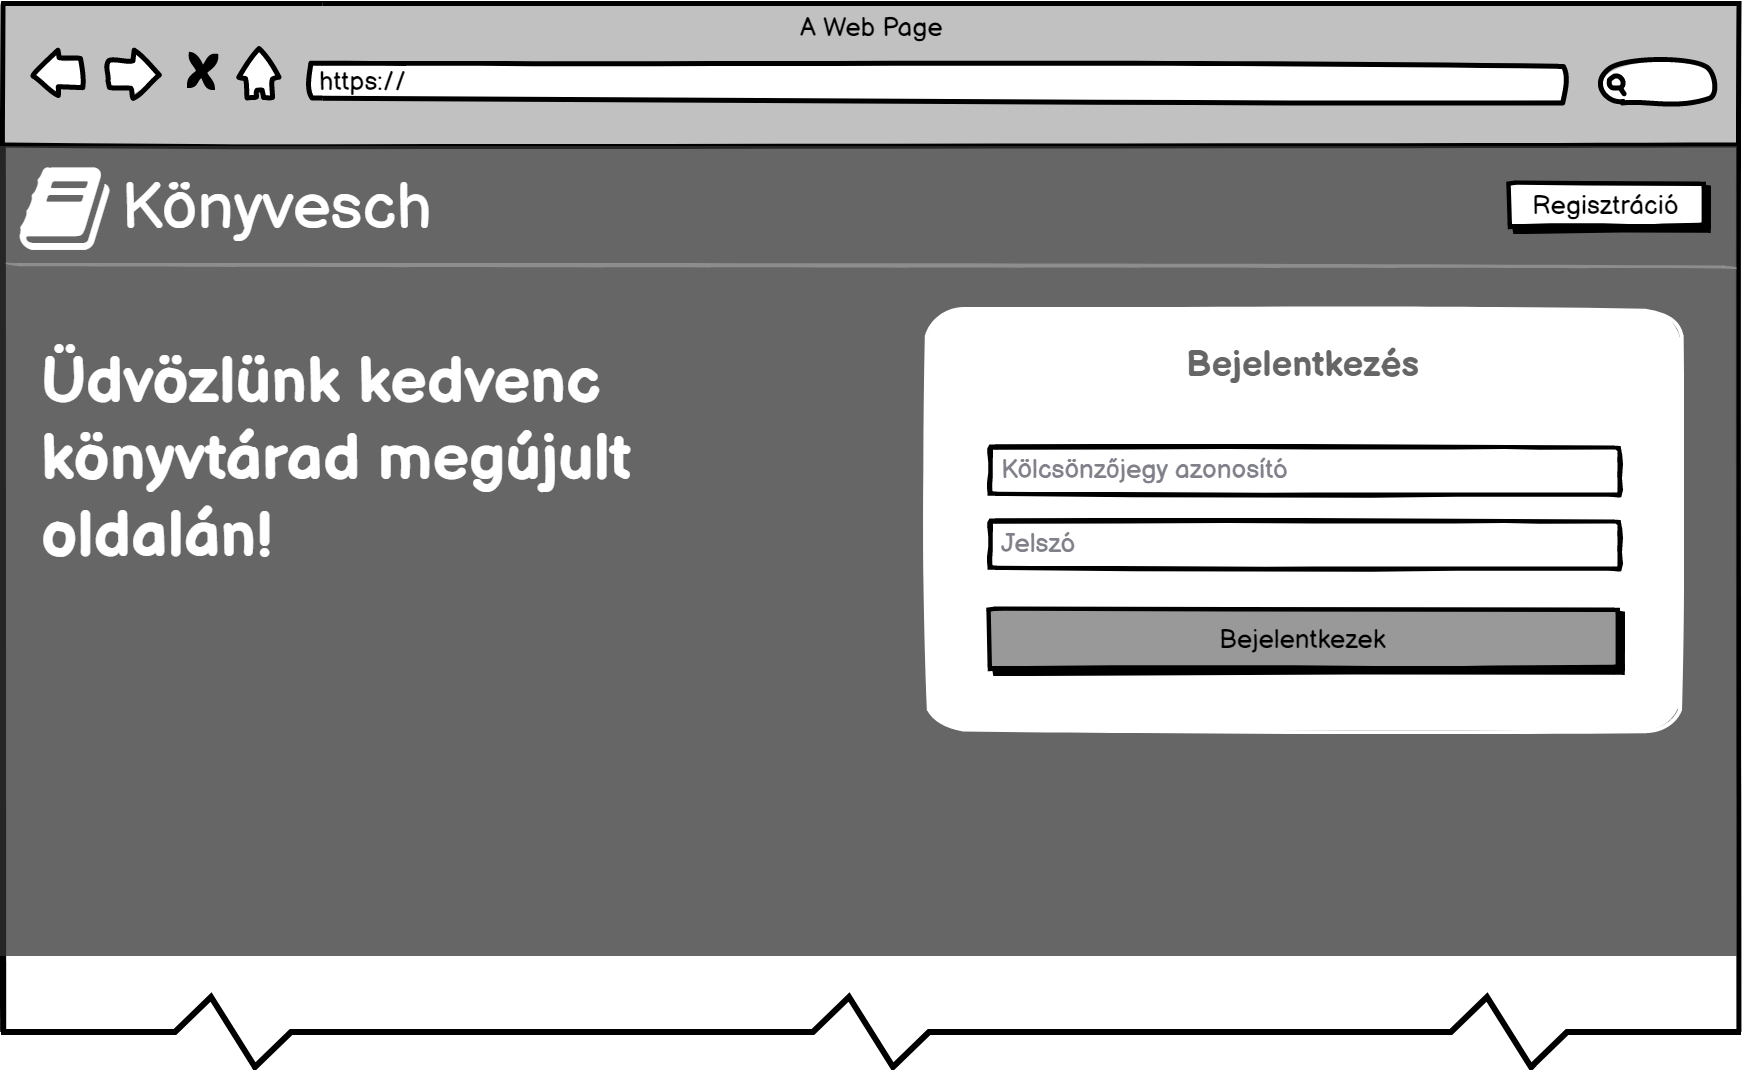 A Web Page
https://
Könyvesch
Regisztráció
Üdvözlünk kedvenc
könyvtárad megújult
oldalán!
Bejelentkezés
Kölcsönzőjegy azonosító
Jelszó
Bejelentkezek